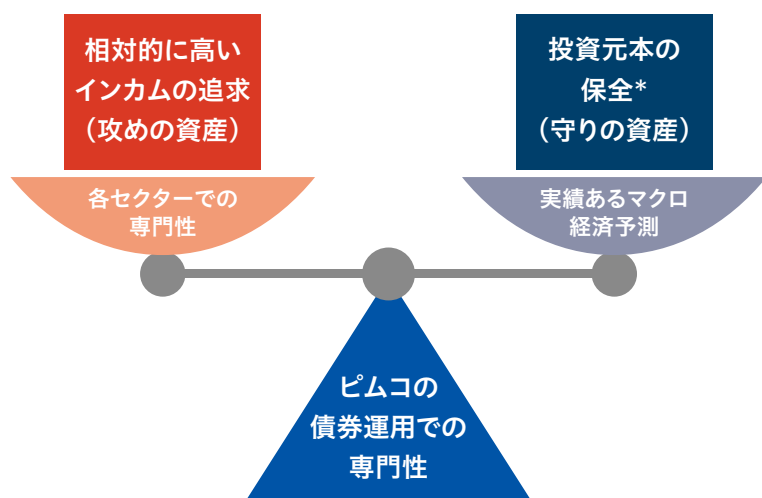 相対的に高い
インカムの追求
（攻めの資産）
各セクターでの
専門性
投資元本の
保全*
（守りの資産）
実績あるマクロ
経済予測
ピムコの
債券運用での
専門性